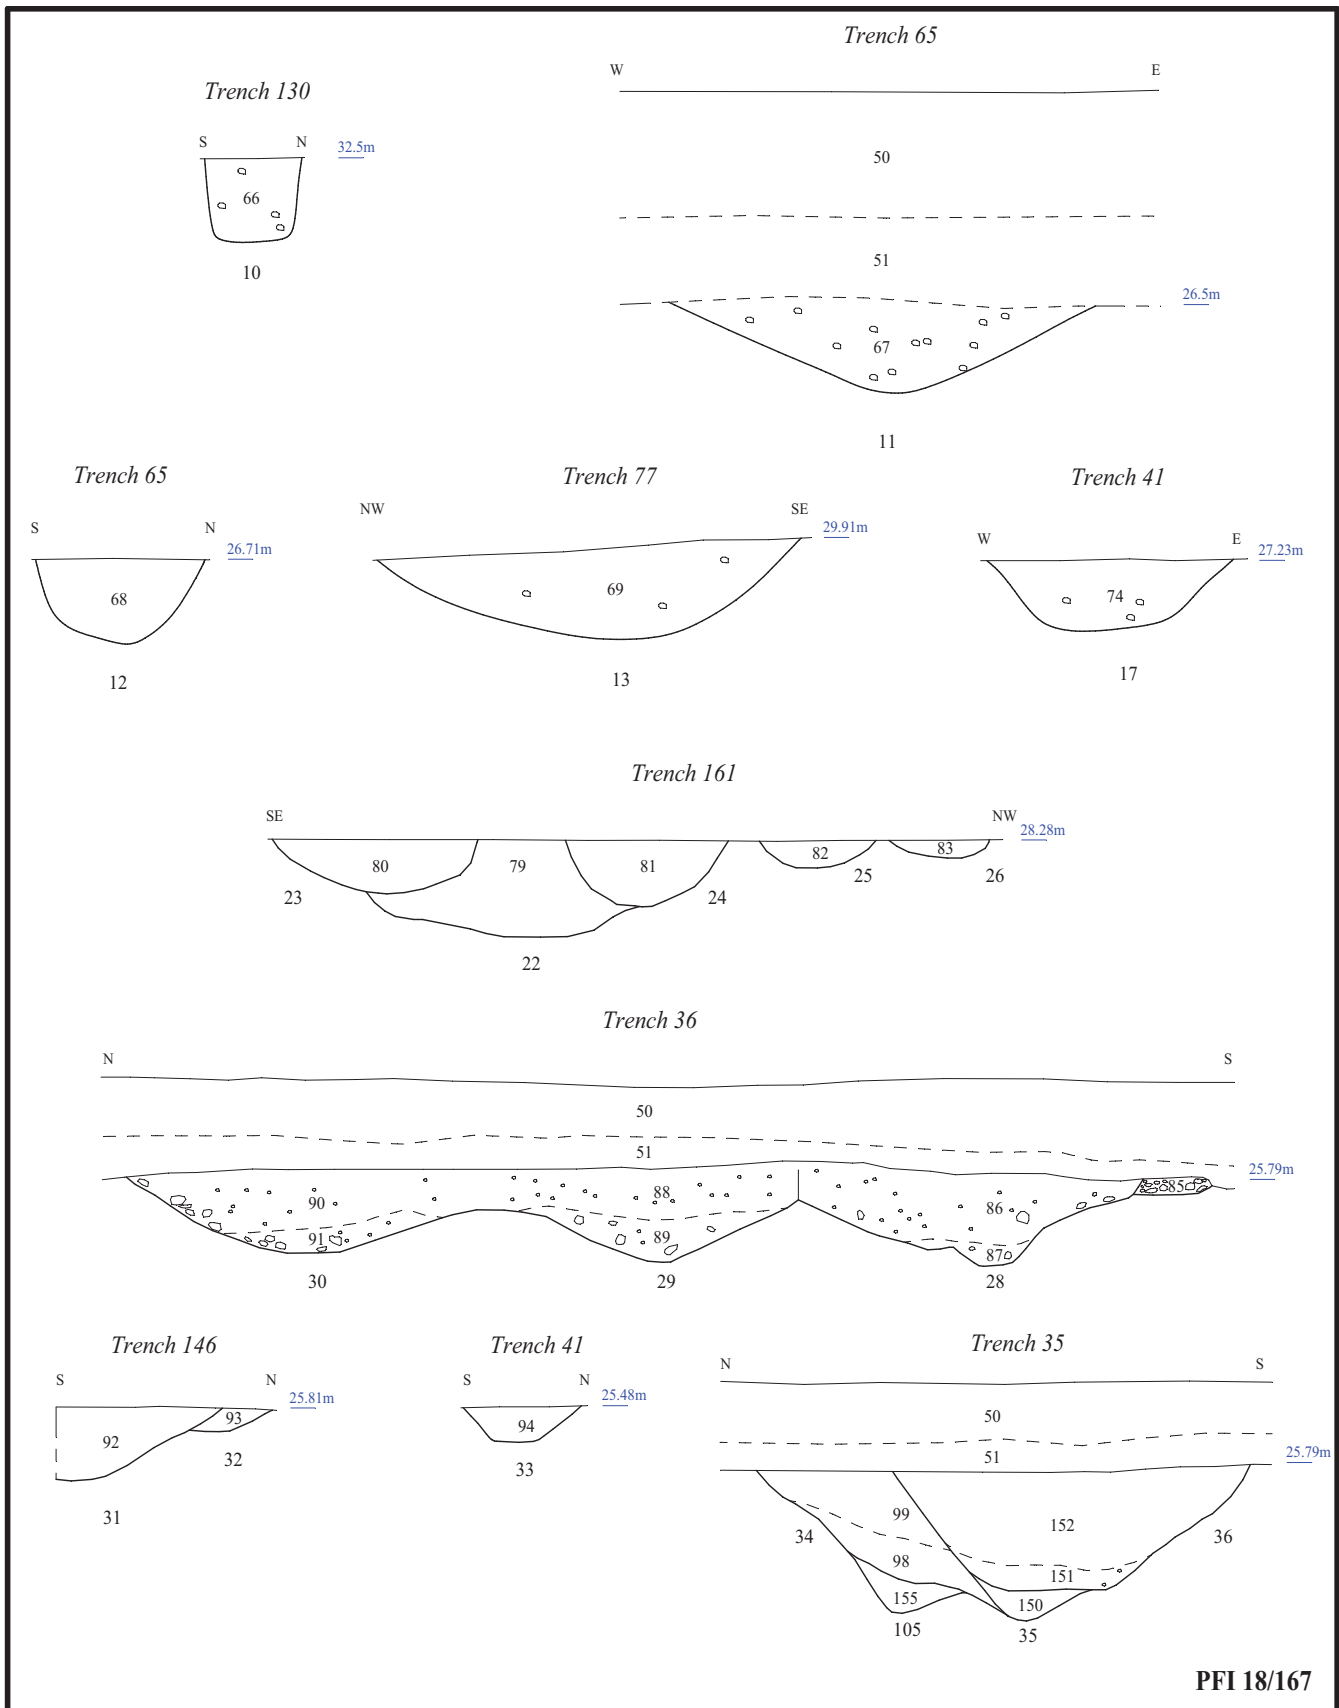 Trench 65
W E
Trench 130
S N 32.5m
50
66
51
10
26.5m
67
11
Trench 65
Trench 77
Trench 41
S N 26.71m
NW SE 29.91m
W E 27.23m
68
69
74
12
13
17
Trench 161
SE NW 28.28m
80 79 81 82 83
23 24 25 26
22
Trench 36
N S
50
51
25.79m
90 88 86 85
91 89 87
30 29 28
Trench 146
S N 25.81m
93
92
32
31
Trench 41
S N 25.48m
94
33
Trench 35
N S
50
51
25.79m
99 152
34 36
98 151
155 150
105 35
PFI 18/167